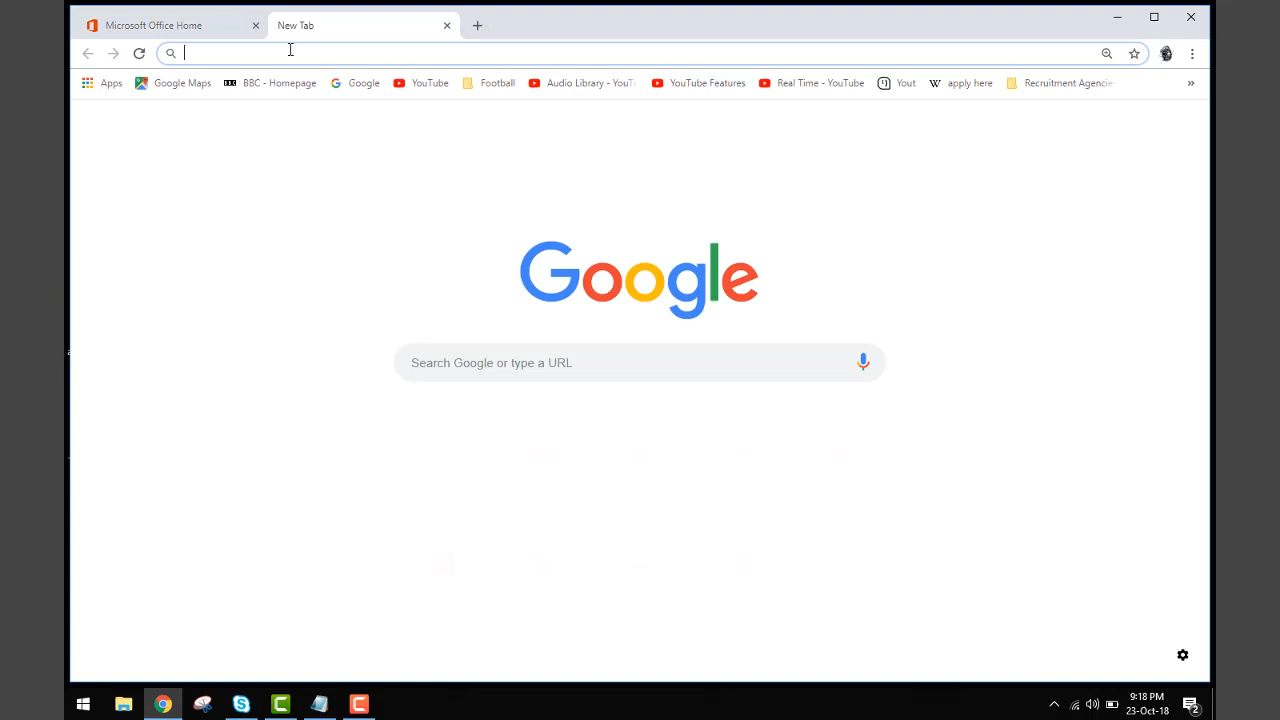 Microsoft Office Home
New Tab
Apps
Google Maps
BBC - Homepage
Google
YouTube
Football
Audio Library - YouT
YouTube Features
Real Time - YouTube
Yout
apply here
Recruitment Agencie
Google
Search Google or type a URL
9:18 PM
23-Oct-18
2